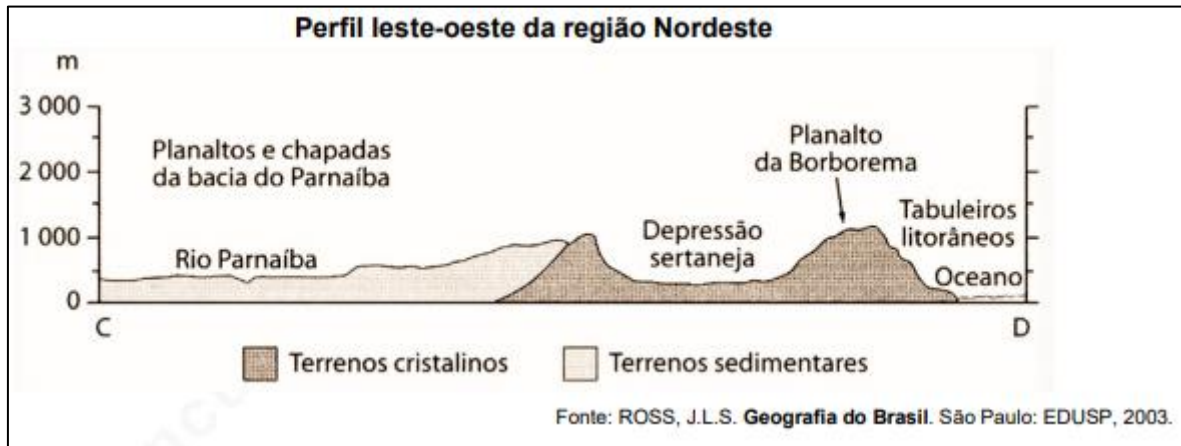 Perfil leste-oeste da região Nordeste
m
3 000
2 000
1 000
0
Planaltos e chapadas
da bacia do Parnaíba
Rio Parnaíba
Depressão
sertaneja
Planalto
da Borborema
Tabuleiros
litorâneos
Oceano
C
D
Terrenos cristalinos
Terrenos sedimentares
Fonte: ROSS, J.L.S. Geografia do Brasil. São Paulo: EDUSP, 2003.